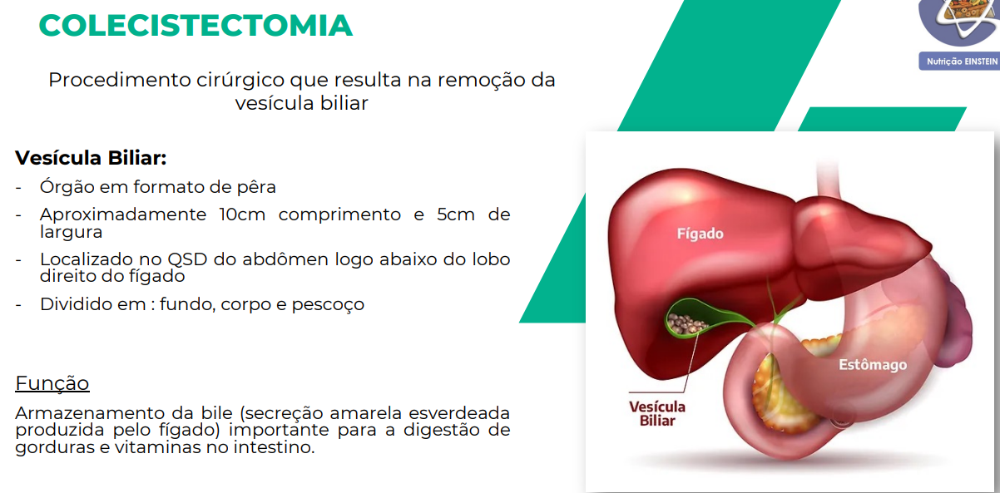 COLECISTECTOMIA
Nutrição EINSTEIN
Procedimento cirúrgico que resulta na remoção da
vesícula biliar
Vesícula Biliar:
- Órgão em formato de pêra
- Aproximadamente 10cm comprimento e 5cm de
largura
- Localizado no QSD do abdômen logo abaixo do lobo
direito do fígado
- Dividido em : fundo, corpo e pescoço
Função
Armazenamento da bile (secreção amarela esverdeada
produzida pelo fígado) importante para a digestão de
gorduras e vitaminas no intestino.
Fígado
Estômago
Vesícula
Biliar